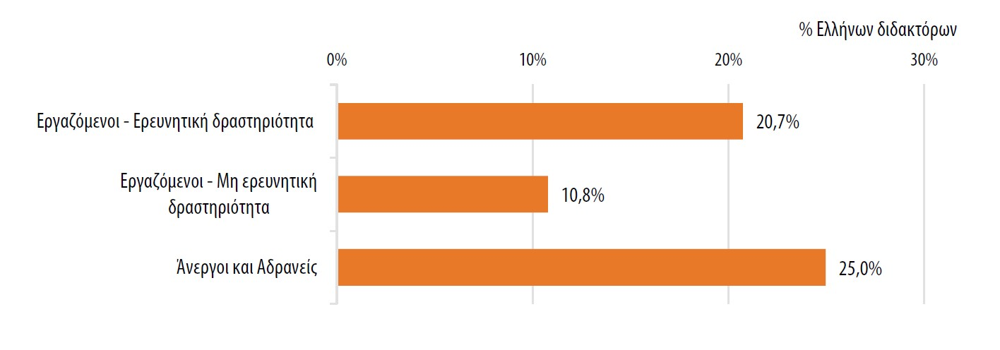 % Ελλήνων διδακτόρων
0% 10% 20% 30%
Εργαζόμενοι - Ερευνητική δραστηριότητα 20,7%
Εργαζόμενοι - Μη ερευνητική
δραστηριότητα
10,8%
Άνεργοι και Αδρανείς 25,0%